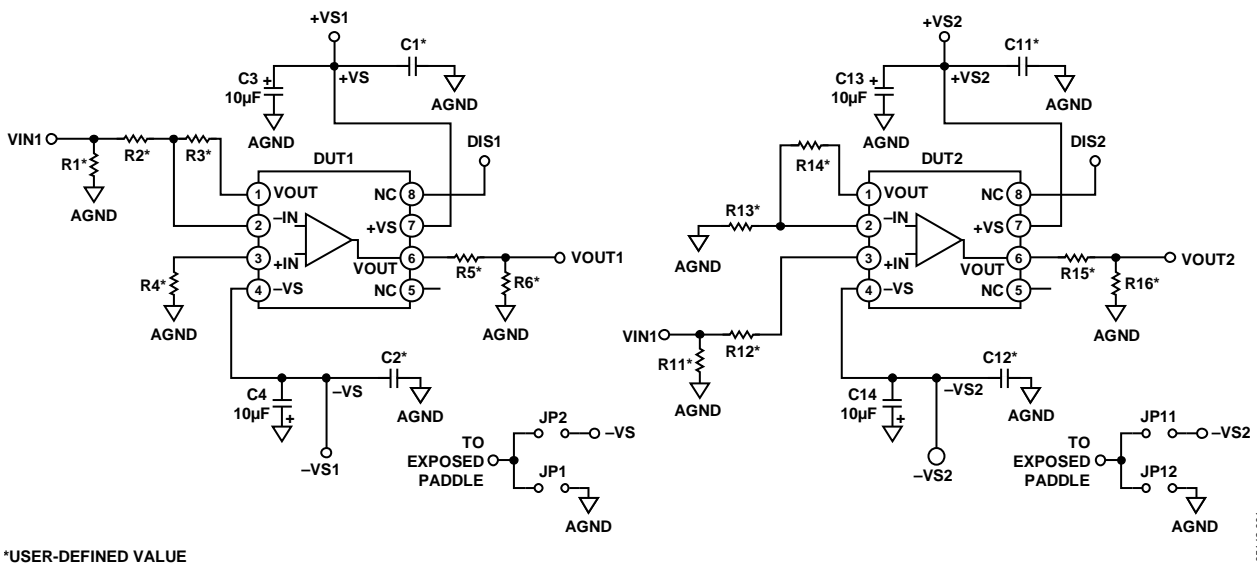 +VS1
C1*
C3 +
10µF
+VS
AGND
AGND
VIN1
R1*
R2*
R3*
AGND
DIS1
DUT1
1 VOUT
NC 8
2 –IN
+VS 7
3 +IN
VOUT 6
4 –VS
NC 5
R4*
AGND
R5*
R6*
VOUT1
AGND
C2*
–VS
AGND
C4
10µF
+
–VS1
JP2
–VS
TO
EXPOSED
PADDLE
JP1
AGND
+VS2
C11*
C13 +
10µF
+VS2
AGND
AGND
DIS2
R14*
DUT2
1 VOUT
NC 8
R13*
2 –IN
+VS 7
AGND
3 +IN
VOUT 6
4 –VS
NC 5
R15*
R16*
VOUT2
AGND
VIN1
R11*
R12*
AGND
C12*
–VS2
AGND
C14
10µF
+
–VS2
JP11
–VS2
TO
EXPOSED
PADDLE
JP12
AGND
*USER-DEFINED VALUE